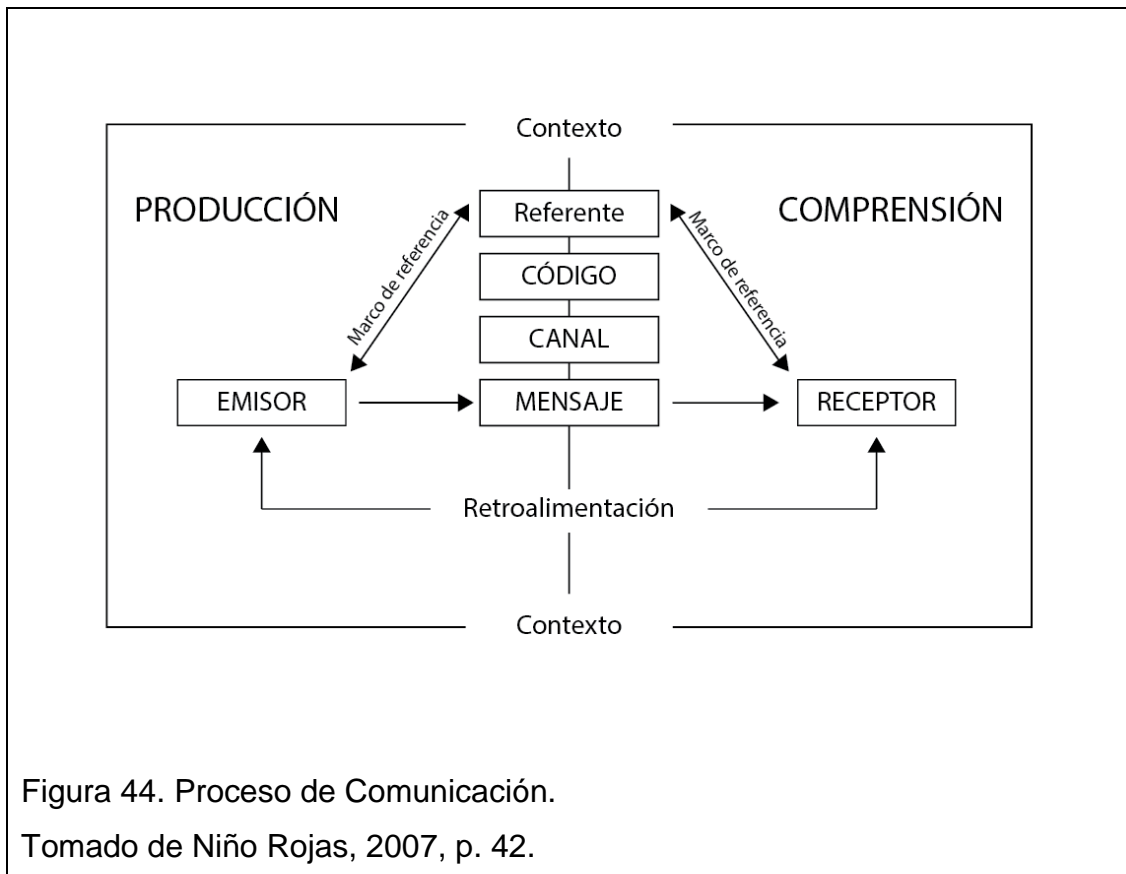 Contexto
PRODUCCIÓN
COMPRENSIÓN
Referente
Marco de referencia
Marco de referencia
CÓDIGO
CANAL
EMISOR
MENSAJE
RECEPTOR
Retroalimentación
Contexto
Figura 44. Proceso de Comunicación.
Tomado de Niño Rojas, 2007, p. 42.